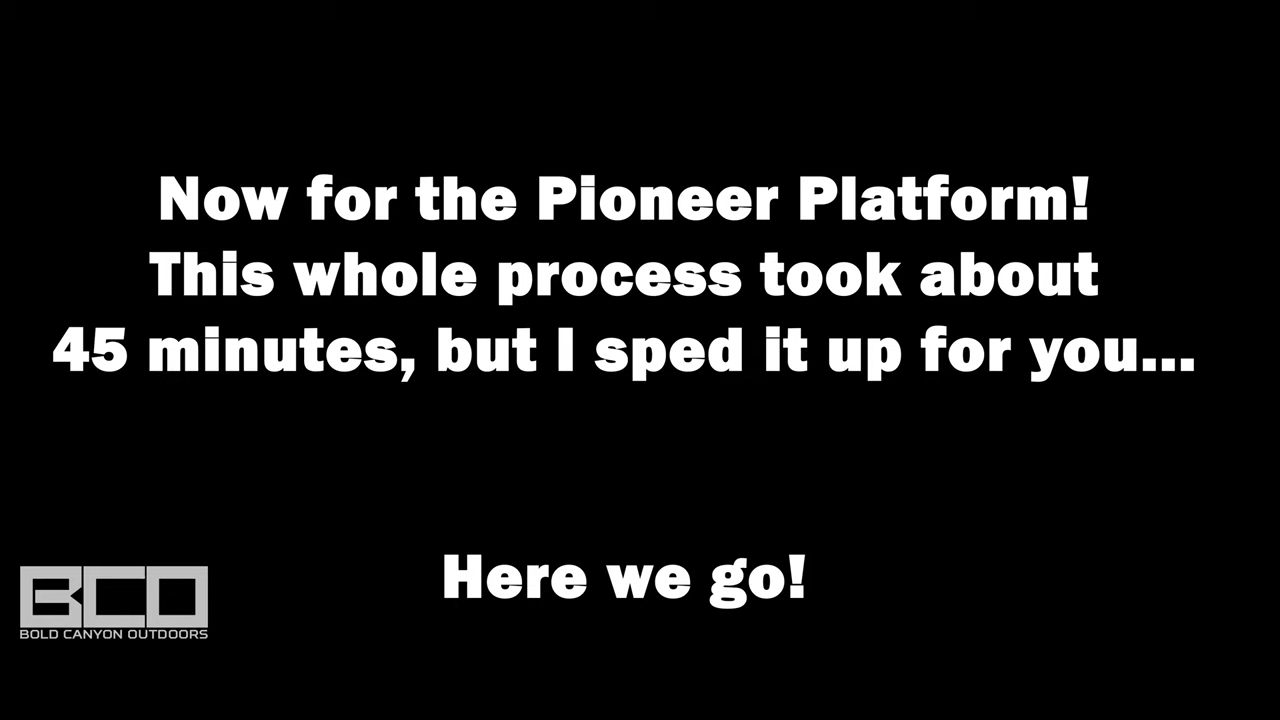 Now for the Pioneer Platform!
This whole process took about
45 minutes, but I sped it up for you...
Here we go!
BCO
BOLD CANYON OUTDOORS